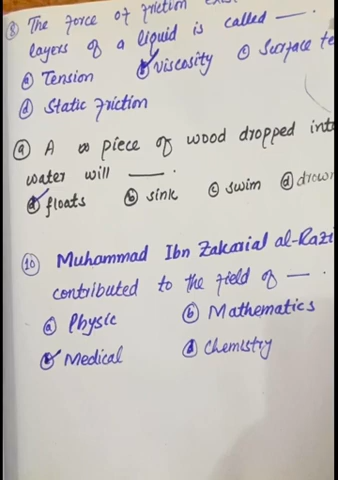 ⑧ The force of friction
layers of a liquid is called —.
ⓐ Tension ⓑ viscosity ⓒ Surface
ⓓ Static friction
⑨ A piece of wood dropped into
water will —.
ⓐ floats ⓑ sink ⓒ swim ⓓ drown
⑩ Muhammad Ibn Zakarial al-Razi
contributed to the field of —.
ⓐ Physic ⓑ Mathematics
ⓒ Medical ⓓ Chemistry